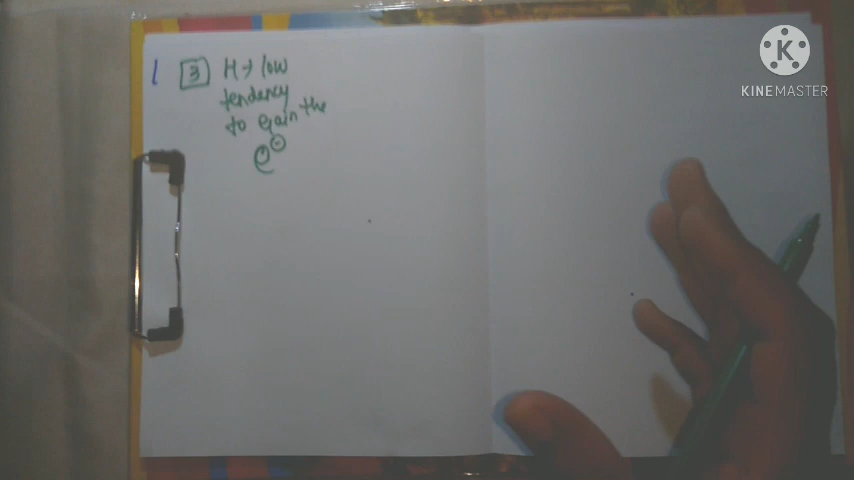 1 3 H → low
tendency
to gain the
e⊖
K
KINEMASTER